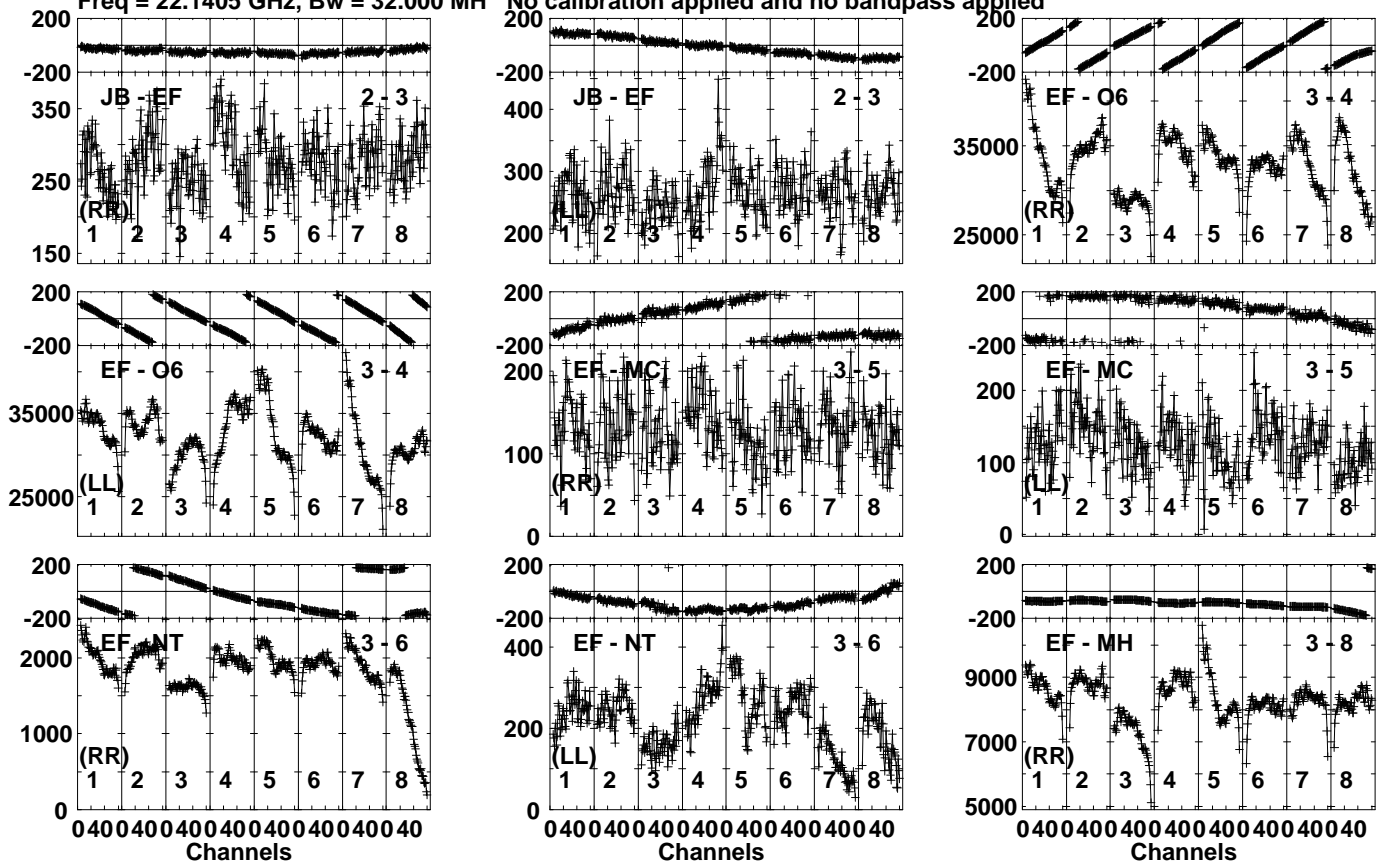 Freq = 22.1405 GHz, Bw = 32.000 MH No calibration applied and no bandpass applied
200
-200
JB - EF
2 - 3
350
250
150
(RR)
1 2 3 4 5 6 7 8
200
-200
JB - EF
2 - 3
400
300
200
(LL)
1 2 3 4 5 6 7 8
200
-200
EF - O6
3 - 4
35000
25000
(RR)
1 2 3 4 5 6 7 8
200
-200
EF - O6
3 - 4
35000
25000
(LL)
1 2 3 4 5 6 7 8
200
-200
EF - MC
3 - 5
200
100
0
(RR)
1 2 3 4 5 6 7 8
200
-200
EF - MC
3 - 5
200
100
0
(LL)
1 2 3 4 5 6 7 8
200
-200
EF - NT
3 - 6
2000
1000
0
(RR)
1 2 3 4 5 6 7 8
0 40 0 40 0 40 0 40 0 40 0 40 0 40 0 40
Channels
200
-200
EF - NT
3 - 6
400
200
0
(LL)
1 2 3 4 5 6 7 8
0 40 0 40 0 40 0 40 0 40 0 40 0 40 0 40
Channels
200
-200
EF - MH
3 - 8
9000
7000
5000
(RR)
1 2 3 4 5 6 7 8
0 40 0 40 0 40 0 40 0 40 0 40 0 40 0 40
Channels